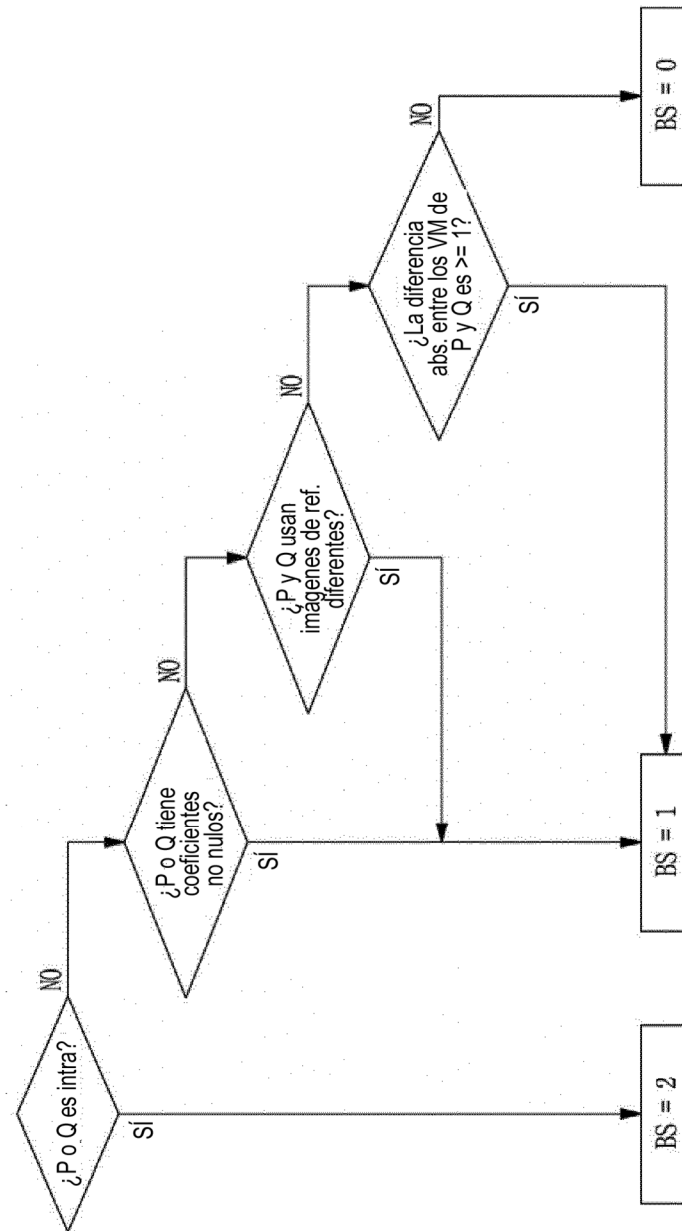 ¿P o Q es intra?
NO
SÍ
¿P o Q tiene
coeficientes
no nulos?
NO
SÍ
¿P y Q usan
imágenes de ref.
diferentes?
NO
SÍ
¿La diferencia
abs. entre los VM de
P y Q es >= 1?
NO
SÍ
BS = 2
BS = 1
BS = 0